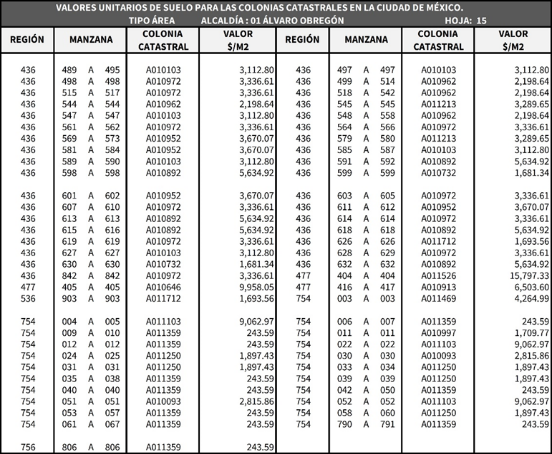 VALORES UNITARIOS DE SUELO PARA LAS COLONIAS CATASTRALES EN LA CIUDAD DE MÉXICO.
TIPO ÁREA ALCALDÍA : 01 ÁLVARO OBREGÓN HOJA: 15
REGIÓN MANZANA COLONIA CATASTRAL VALOR $/M2 REGIÓN MANZANA COLONIA CATASTRAL VALOR $/M2
436 489 A 495 A010103 3,112.80 436 497 A 497 A010103 3,112.80
436 498 A 498 A010972 3,336.61 436 499 A 514 A010962 2,198.64
436 515 A 517 A010972 3,336.61 436 518 A 542 A010962 2,198.64
436 544 A 544 A010962 2,198.64 436 545 A 545 A011213 3,289.65
436 547 A 547 A010103 3,112.80 436 548 A 558 A010962 2,198.64
436 561 A 562 A010972 3,336.61 436 564 A 566 A010972 3,336.61
436 569 A 573 A010952 3,670.07 436 579 A 580 A011213 3,289.65
436 581 A 584 A010952 3,670.07 436 585 A 587 A010103 3,112.80
436 589 A 590 A010103 3,112.80 436 591 A 592 A010892 5,634.92
436 598 A 598 A010892 5,634.92 436 599 A 599 A010732 1,681.34
436 601 A 602 A010952 3,670.07 436 603 A 605 A010972 3,336.61
436 607 A 610 A010972 3,336.61 436 611 A 612 A010952 3,670.07
436 613 A 613 A010892 5,634.92 436 614 A 614 A010972 3,336.61
436 615 A 616 A010892 5,634.92 436 618 A 618 A010892 5,634.92
436 619 A 619 A010972 3,336.61 436 626 A 626 A011712 1,693.56
436 627 A 627 A010103 3,112.80 436 628 A 629 A010972 3,336.61
436 630 A 630 A010732 1,681.34 436 632 A 632 A010892 5,634.92
436 842 A 842 A010972 3,336.61 477 404 A 404 A011526 15,797.33
477 405 A 405 A010646 9,958.05 477 416 A 417 A010913 6,503.60
536 903 A 903 A011712 1,693.56 754 003 A 003 A011469 4,264.99
754 004 A 005 A011103 9,062.97 754 006 A 007 A011359 243.59
754 009 A 010 A011359 243.59 754 011 A 011 A010997 1,709.77
754 012 A 012 A011359 243.59 754 022 A 022 A011103 9,062.97
754 024 A 025 A011250 1,897.43 754 030 A 030 A010093 2,815.86
754 031 A 031 A011250 1,897.43 754 033 A 034 A011250 1,897.43
754 035 A 038 A011359 243.59 754 039 A 039 A011250 1,897.43
754 040 A 040 A011359 243.59 754 042 A 050 A011359 243.59
754 051 A 051 A010093 2,815.86 754 052 A 052 A011103 9,062.97
754 053 A 057 A011359 243.59 754 058 A 060 A011250 1,897.43
754 061 A 067 A011359 243.59 754 790 A 791 A011359 243.59
756 806 A 806 A011359 243.59